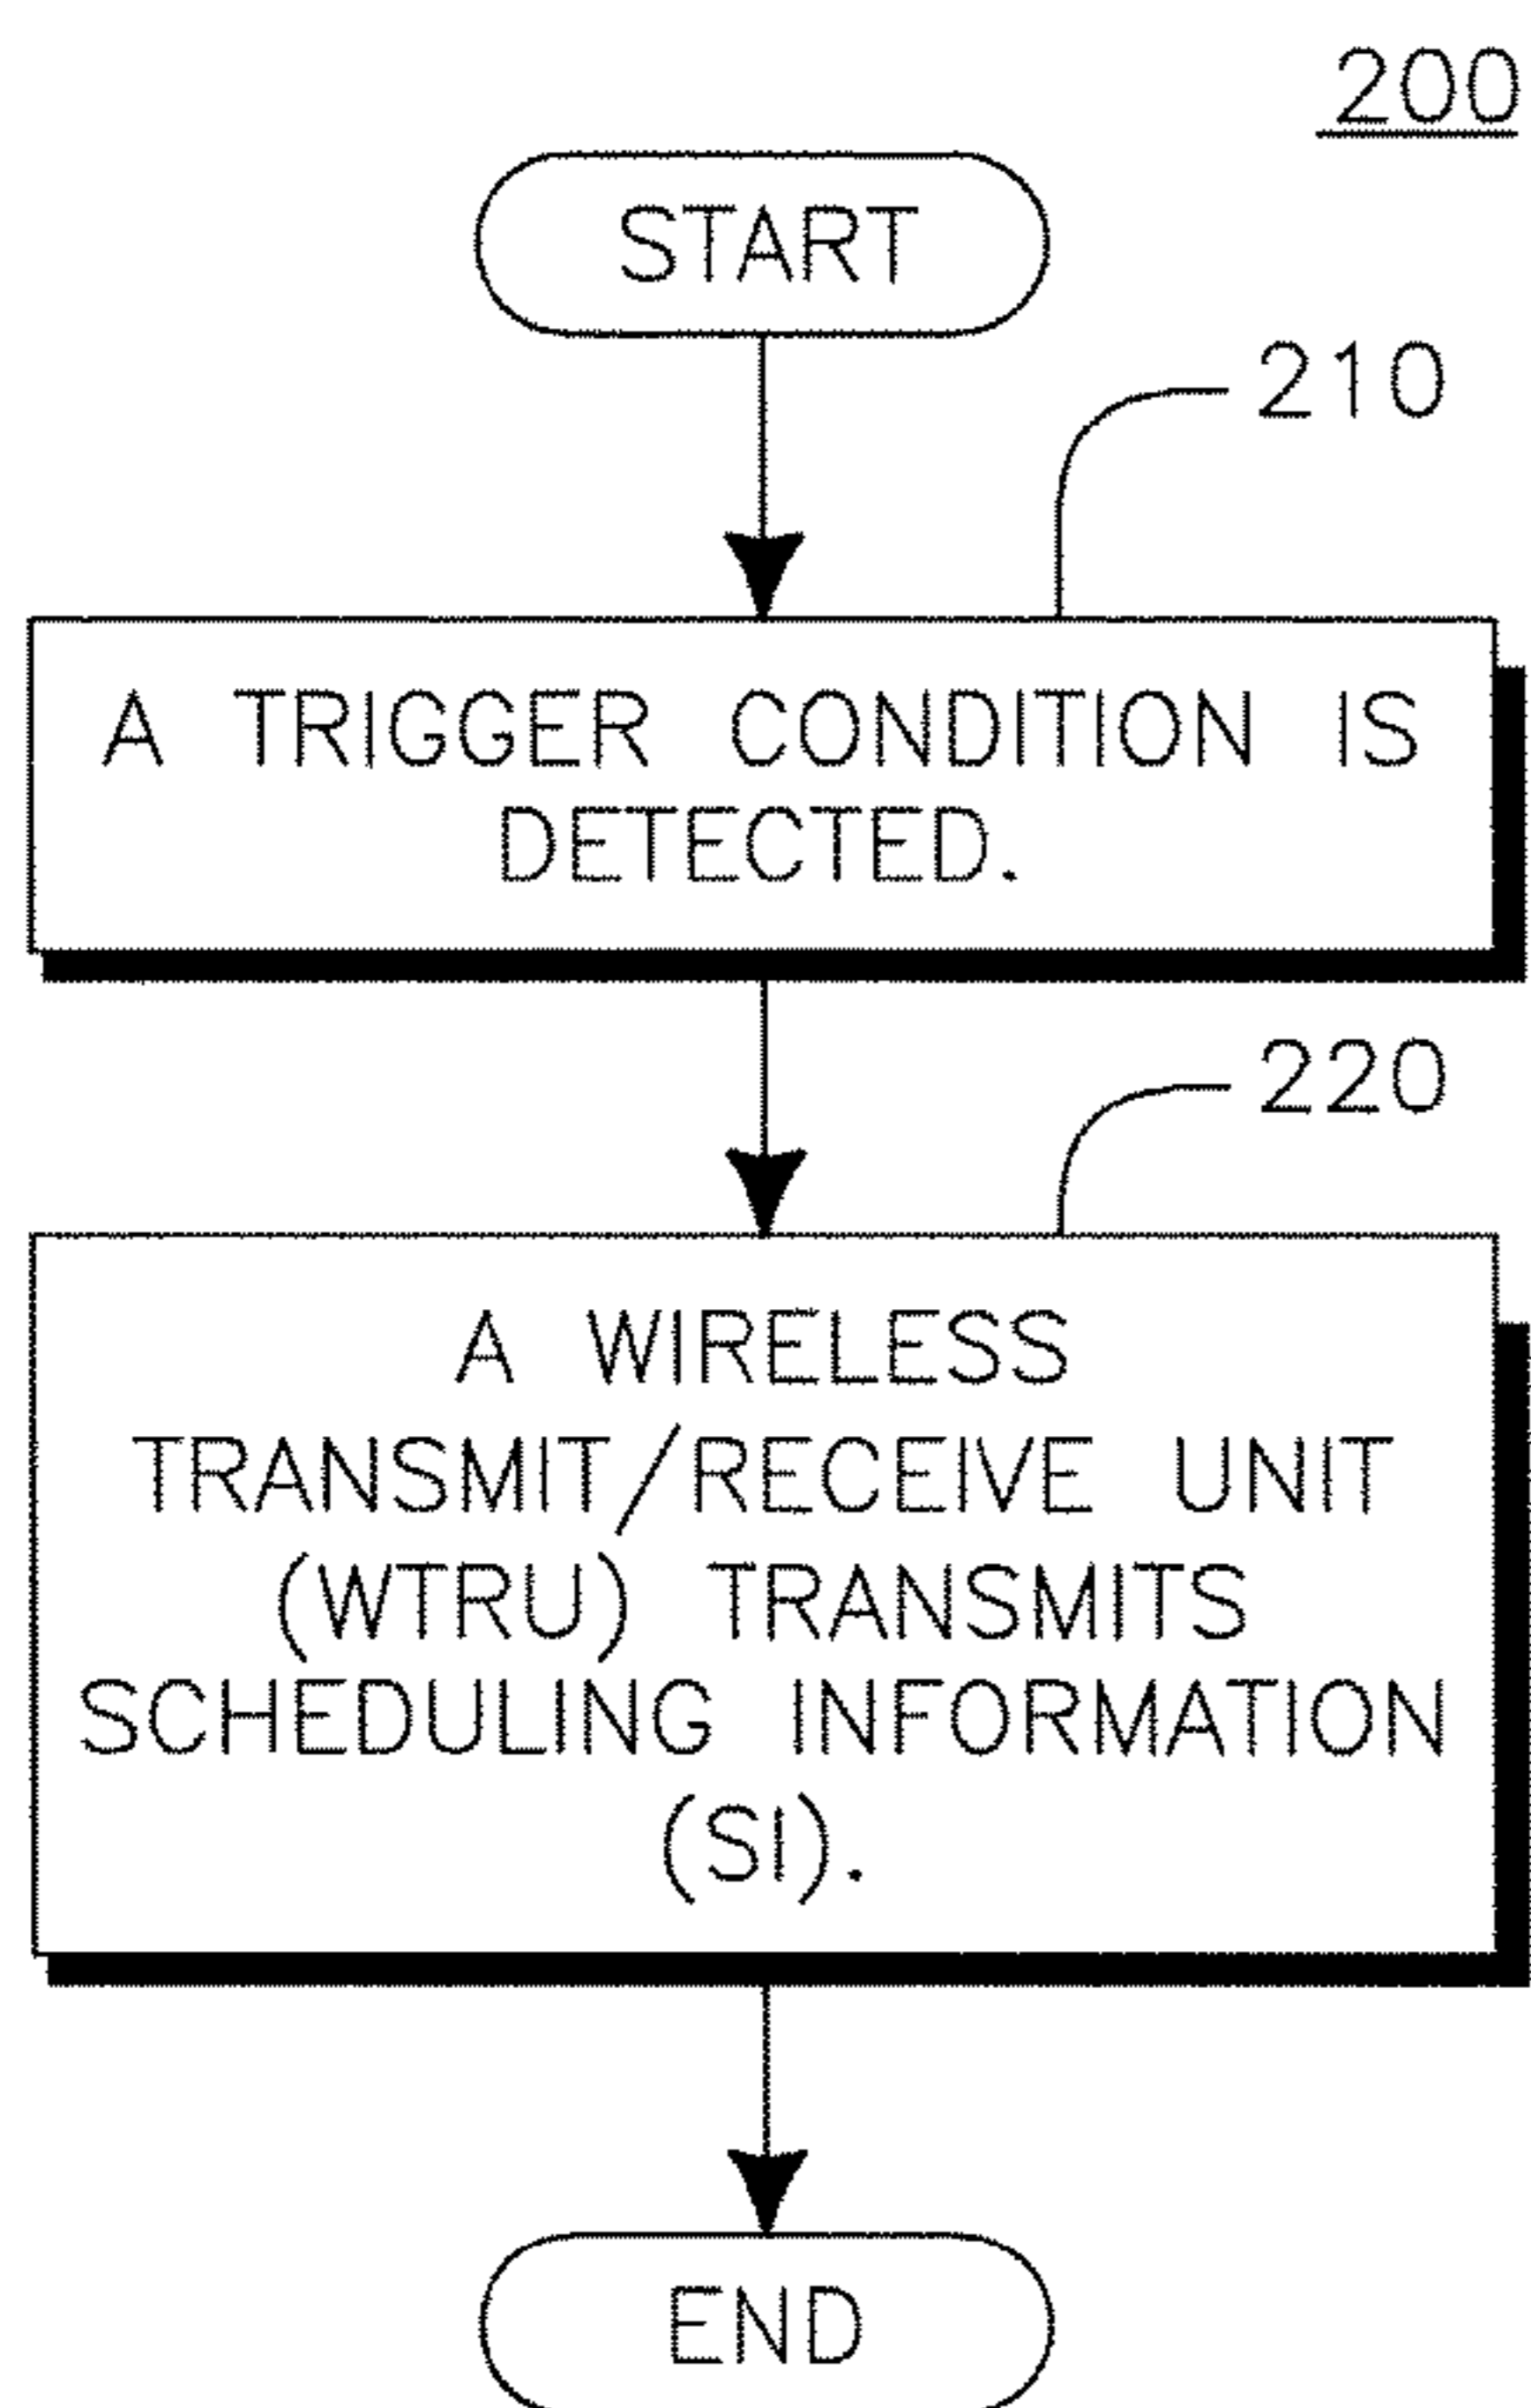 200
START
210
A TRIGGER CONDITION IS
DETECTED.
220
A WIRELESS
TRANSMIT/RECEIVE UNIT
(WTRU) TRANSMITS
SCHEDULING INFORMATION
(SI).
END